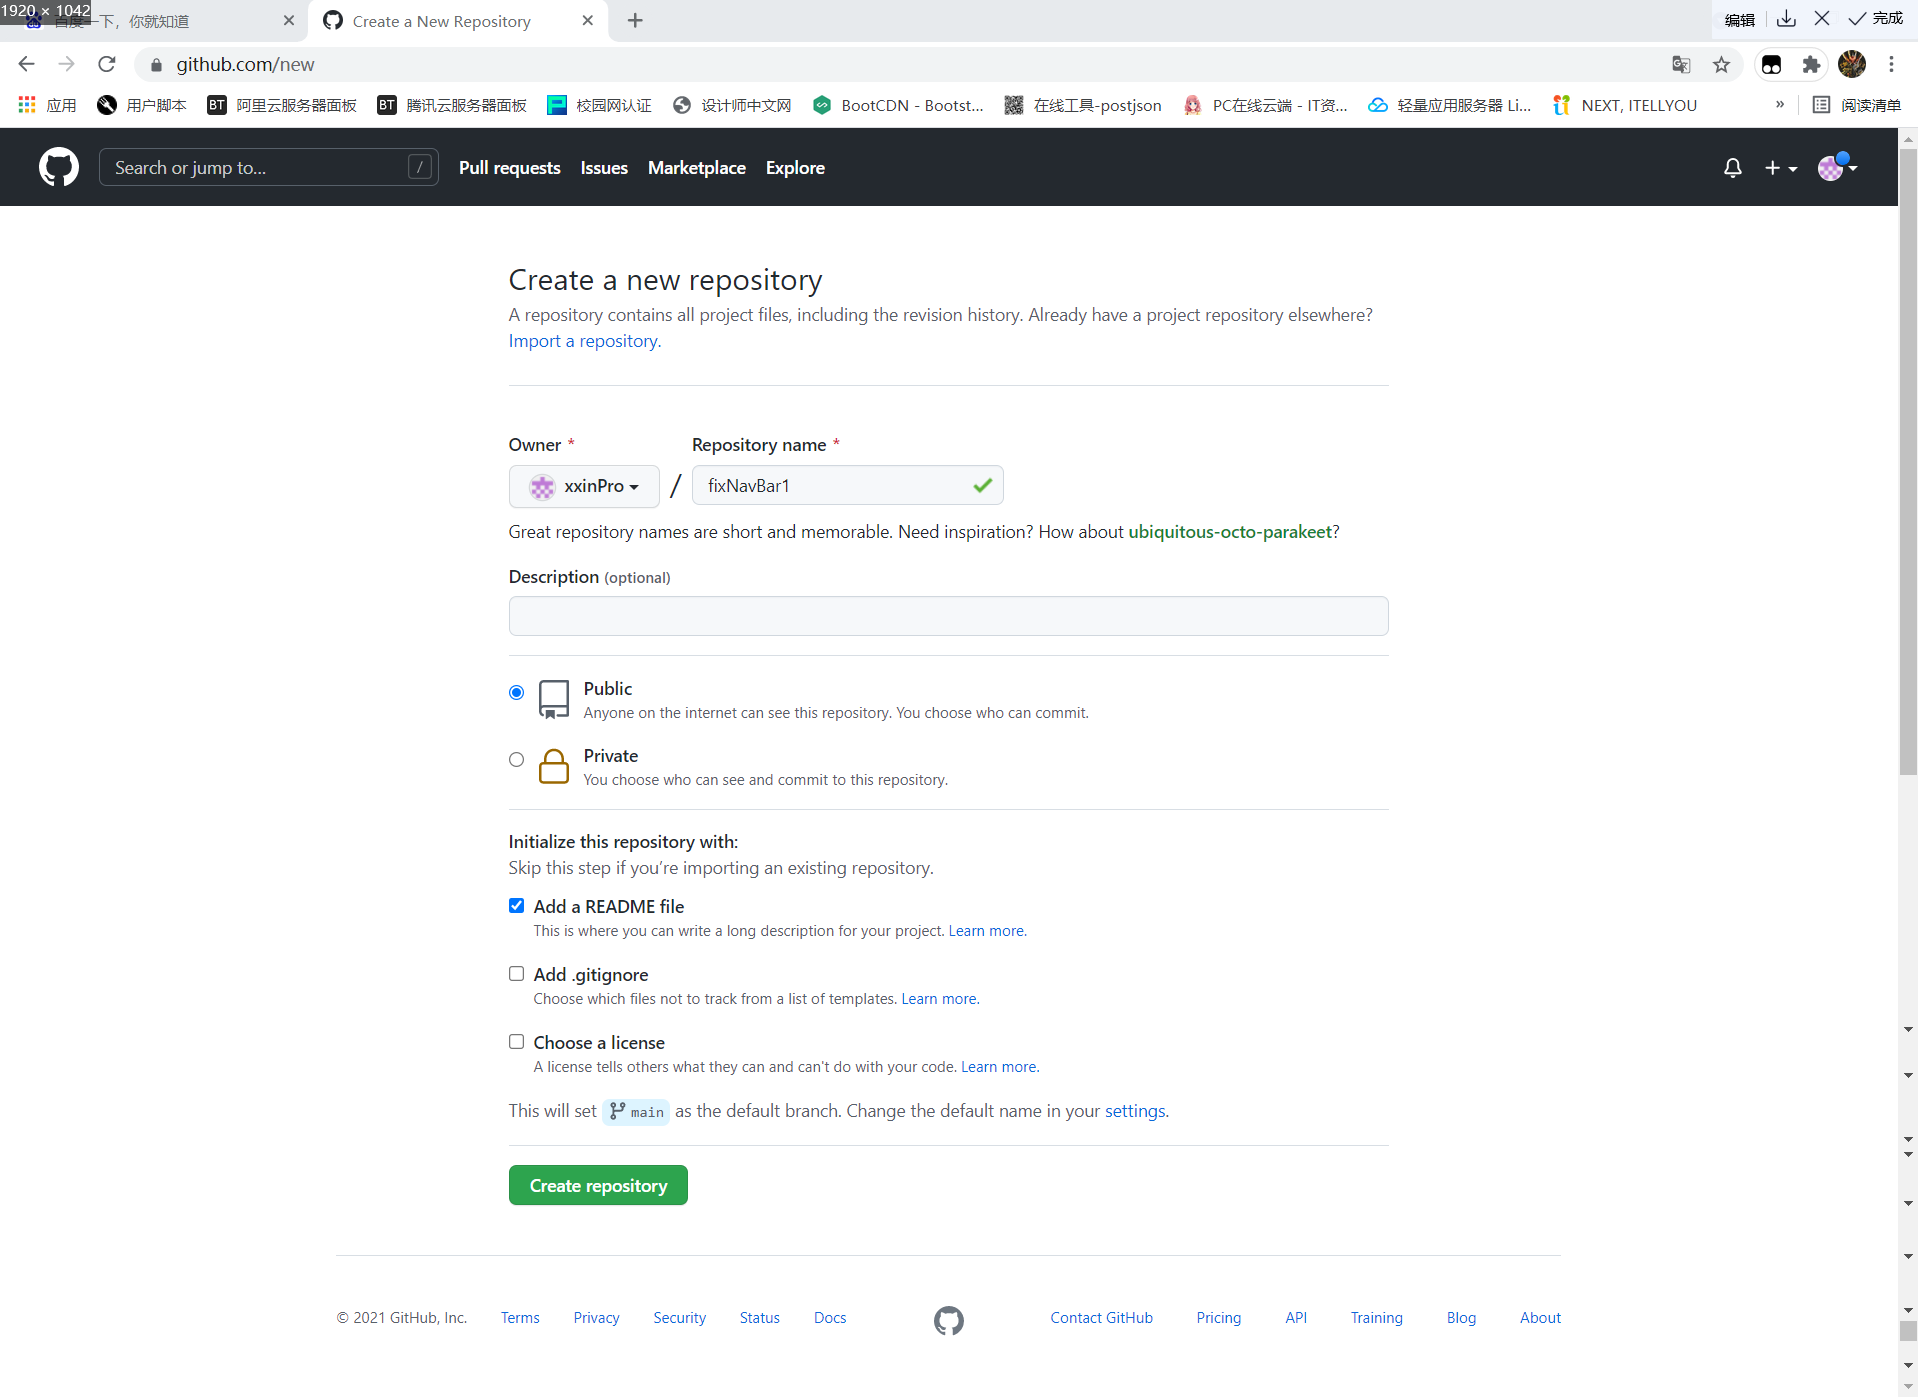 1920 × 1042
百度一下，你就知道
Create a New Repository
编辑
完成
github.com/new
应用
用户脚本
BT
阿里云服务器面板
BT
腾讯云服务器面板
校园网认证
设计师中文网
BootCDN - Bootst...
在线工具-postjson
PC在线云端 - IT资...
轻量应用服务器 Li...
NEXT, ITELLYOU
»
阅读清单
Search or jump to...
/
Pull requests
Issues
Marketplace
Explore
Create a new repository
A repository contains all project files, including the revision history. Already have a project repository elsewhere?
Import a repository.
Owner *
Repository name *
xxinPro
/
fixNavBar1
Great repository names are short and memorable. Need inspiration? How about ubiquitous-octo-parakeet?
Description (optional)
Public
Anyone on the internet can see this repository. You choose who can commit.
Private
You choose who can see and commit to this repository.
Initialize this repository with:
Skip this step if you’re importing an existing repository.
Add a README file
This is where you can write a long description for your project. Learn more.
Add .gitignore
Choose which files not to track from a list of templates. Learn more.
Choose a license
A license tells others what they can and can't do with your code. Learn more.
This will set main as the default branch. Change the default name in your settings.
Create repository
© 2021 GitHub, Inc.
Terms
Privacy
Security
Status
Docs
Contact GitHub
Pricing
API
Training
Blog
About